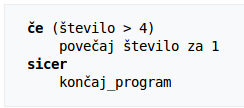 če (število > 4)
povečaj število za 1
sicer
končaj_program